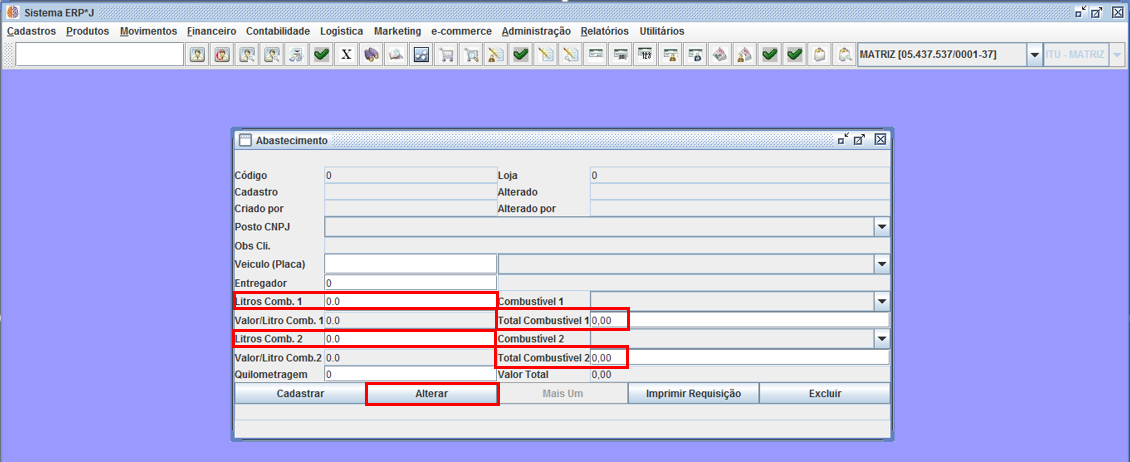 Sistema ERP*J
Cadastros Produtos Movimentos Financeiro Contabilidade Logística Marketing e-commerce Administração Relatórios Utilitários
X 123 MATRIZ [05.437.537/0001-37] ITU - MATRIZ
Abastecimento
Código 0 Loja 0
Cadastro Alterado
Criado por Alterado por
Posto CNPJ
Obs Cli.
Veiculo (Placa)
Entregador 0
Litros Comb. 1 0.0 Combustível 1
Valor/Litro Comb. 1 0.0 Total Combustível 1 0,00
Litros Comb. 2 0.0 Combustível 2
Valor/Litro Comb.2 0.0 Total Combustível 2 0,00
Quilometragem 0 Valor Total 0,00
Cadastrar Alterar Mais Um Imprimir Requisição Excluir